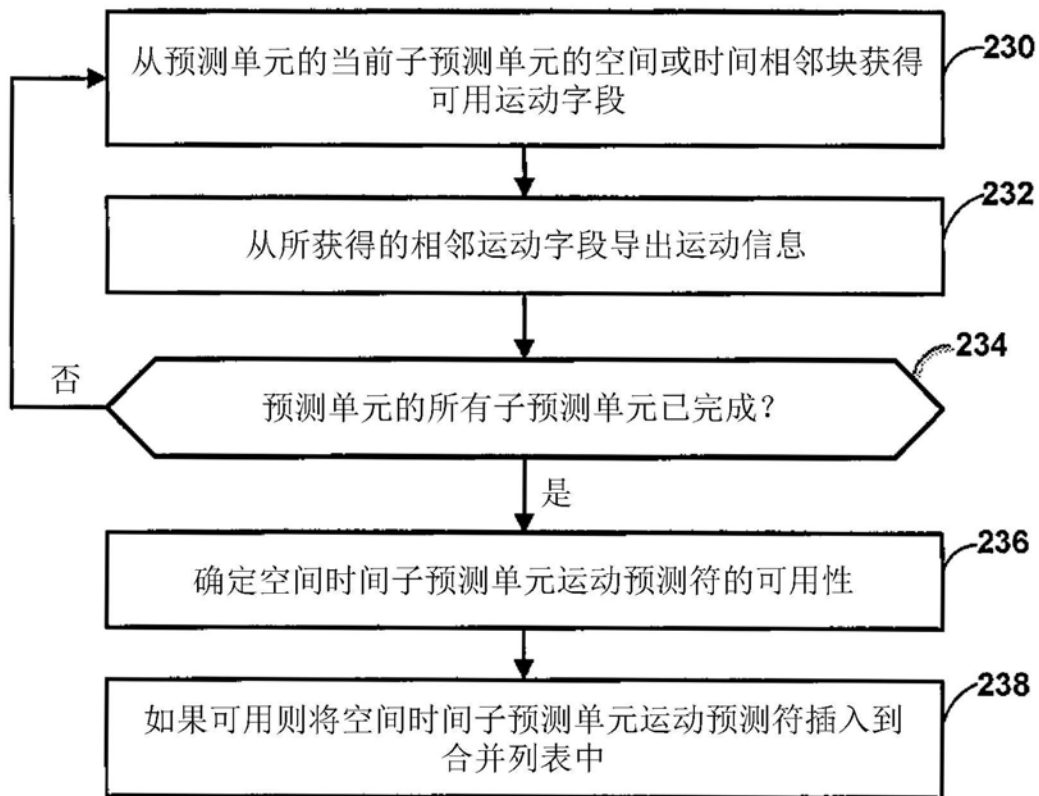 从预测单元的当前子预测单元的空间或时间相邻块获得
可用运动字段
230
从所获得的相邻运动字段导出运动信息
232
预测单元的所有子预测单元已完成?
234
否
是
确定空间时间子预测单元运动预测符的可用性
236
如果可用则将空间时间子预测单元运动预测符插入到
合并列表中
238